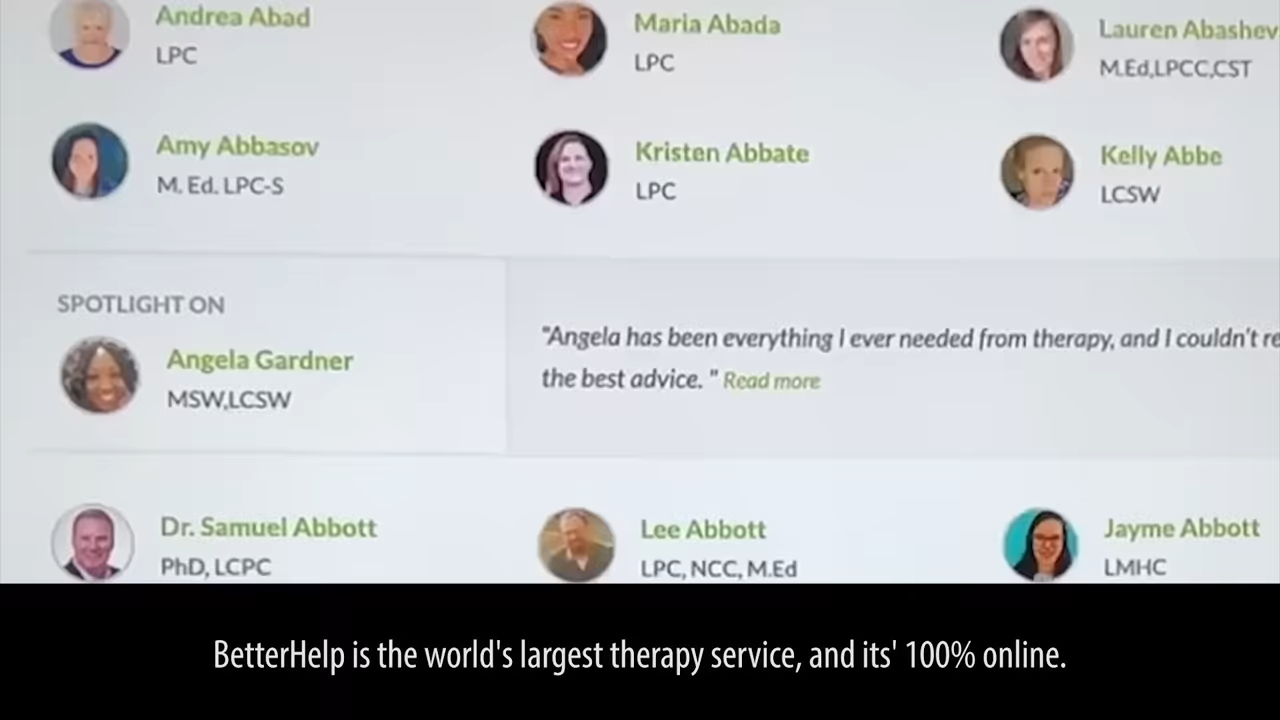 Andrea Abad
LPC
Maria Abada
LPC
Lauren Abashev
M.Ed,LPCC,CST
Amy Abbasov
M. Ed. LPC-S
Kristen Abbate
LPC
Kelly Abbe
LCSW
SPOTLIGHT ON
Angela Gardner
MSW,LCSW
"Angela has been everything I ever needed from therapy, and I couldn't re
the best advice. " Read more
Dr. Samuel Abbott
PhD, LCPC
Lee Abbott
LPC, NCC, M.Ed
Jayme Abbott
LMHC
BetterHelp is the world's largest therapy service, and its' 100% online.